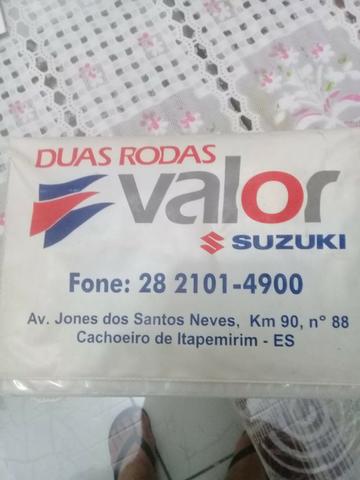 DUAS RODAS
valor
SUZUKI
Fone: 28 2101-4900
Av. Jones dos Santos Neves, Km 90, n° 88
Cachoeiro de Itapemirim - ES